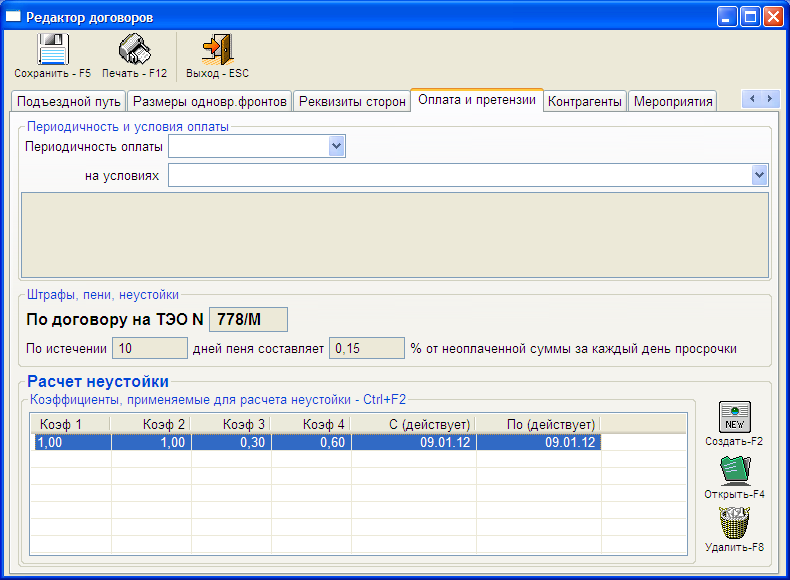 Редактор договоров
Сохранить - F5 Печать - F12 Выход - ESC
Подъездной путь Размеры одновр.фронтов Реквизиты сторон Оплата и претензии Контрагенты Мероприятия
Периодичность и условия оплаты
Периодичность оплаты
на условиях
Штрафы, пени, неустойки
По договору на ТЭО N 778/М
По истечении 10 дней пеня составляет 0,15 % от неоплаченной суммы за каждый день просрочки
Расчет неустойки
Коэффициенты, применяемые для расчета неустойки - Ctrl+F2
Коэф 1 Коэф 2 Коэф 3 Коэф 4 С (действует) По (действует)
1,00 1,00 0,30 0,60 09.01.12 09.01.12
NEW
Создать-F2
Открыть-F4
Удалить-F8